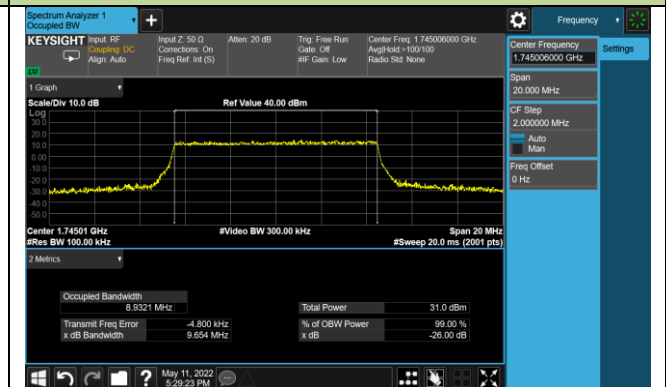 Spectrum Analyzer 1
Occupied BW
+
Frequency
KEYSIGHT
Input: RF
Coupling: DC
Align: Auto
Input Z: 50 Ω
Corrections: On
Freq Ref: Int (S)
Atten: 20 dB
Trig: Free Run
Gate: Off
#IF Gain: Low
Center Freq: 1.745006000 GHz
Avg|Hold:>100/100
Radio Std: None
Center Frequency
1.745006000 GHz
Settings
Span
20.000 MHz
CF Step
2.000000 MHz
Auto
Man
Freq Offset
0 Hz
1 Graph
Scale/Div 10.0 dB
Ref Value 40.00 dBm
Log
30.0
20.0
10.0
0.00
-10.0
-20.0
-30.0
-40.0
-50.0
Center 1.74501 GHz
#Video BW 300.00 kHz
Span 20 MHz
#Res BW 100.00 kHz
#Sweep 20.0 ms (2001 pts)
2 Metrics
Occupied Bandwidth
8.9321 MHz
Total Power
31.0 dBm
Transmit Freq Error
-4.800 kHz
% of OBW Power
99.00 %
x dB Bandwidth
9.654 MHz
x dB
-26.00 dB
?
May 11, 2022
5:29:23 PM